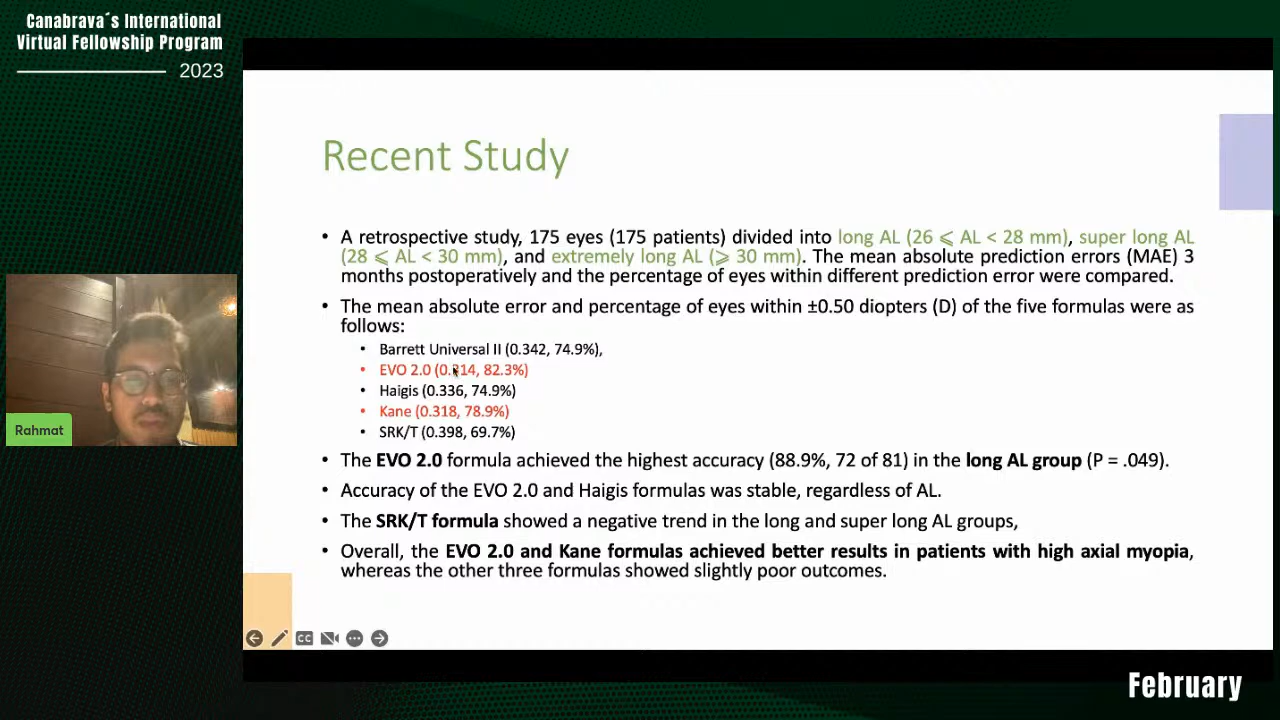 Canabrava´s International
Virtual Fellowship Program
2023
Recent Study
• A retrospective study, 175 eyes (175 patients) divided into long AL (26 ⩽ AL < 28 mm), super long AL
(28 ⩽ AL < 30 mm), and extremely long AL (⩾ 30 mm). The mean absolute prediction errors (MAE) 3
months postoperatively and the percentage of eyes within different prediction error were compared.
• The mean absolute error and percentage of eyes within ±0.50 diopters (D) of the five formulas were as
follows:
• Barrett Universal II (0.342, 74.9%),
• EVO 2.0 (0.314, 82.3%)
• Haigis (0.336, 74.9%)
• Kane (0.318, 78.9%)
• SRK/T (0.398, 69.7%)
• The EVO 2.0 formula achieved the highest accuracy (88.9%, 72 of 81) in the long AL group (P = .049).
• Accuracy of the EVO 2.0 and Haigis formulas was stable, regardless of AL.
• The SRK/T formula showed a negative trend in the long and super long AL groups,
• Overall, the EVO 2.0 and Kane formulas achieved better results in patients with high axial myopia,
whereas the other three formulas showed slightly poor outcomes.
Rahmat
CC
February